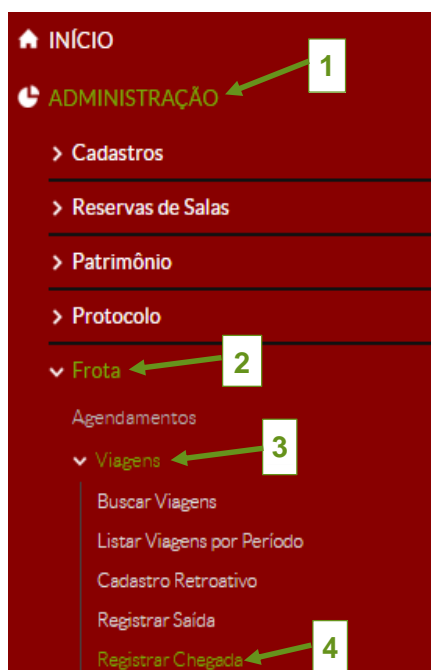 INÍCIO
1
ADMINISTRAÇÃO
Cadastros
Reservas de Salas
Patrimônio
Protocolo
Frota
2
Agendamentos
Viagens
3
Buscar Viagens
Listar Viagens por Período
Cadastro Retroativo
Registrar Saída
Registrar Chegada
4